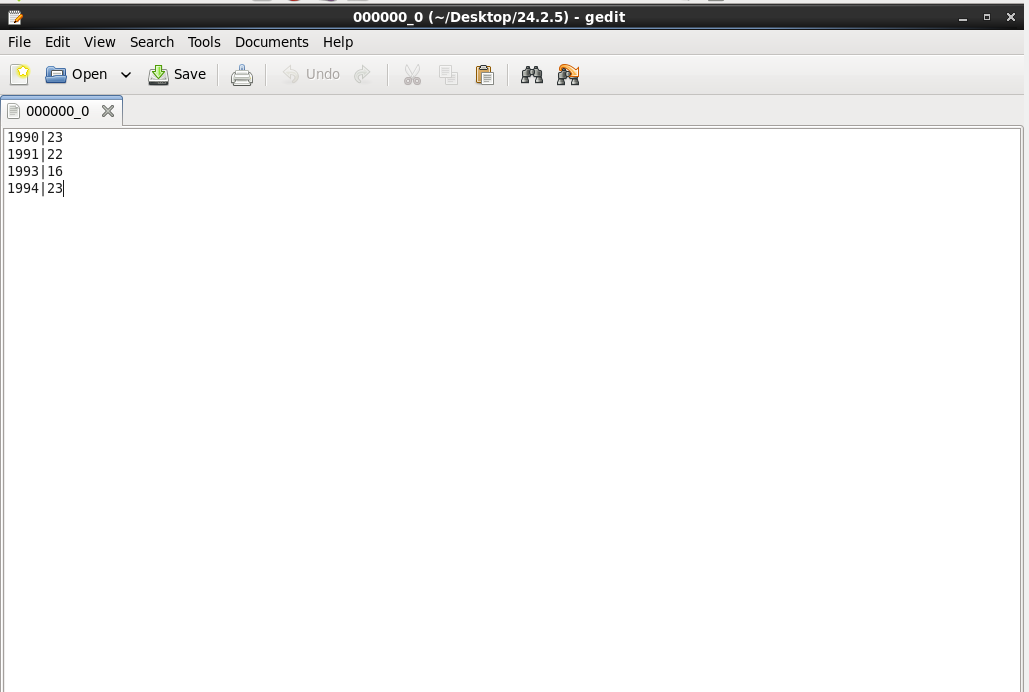 000000_0 (~/Desktop/24.2.5) - gedit
File Edit View Search Tools Documents Help
Open Save Undo
000000_0
1990|23
1991|22
1993|16
1994|23